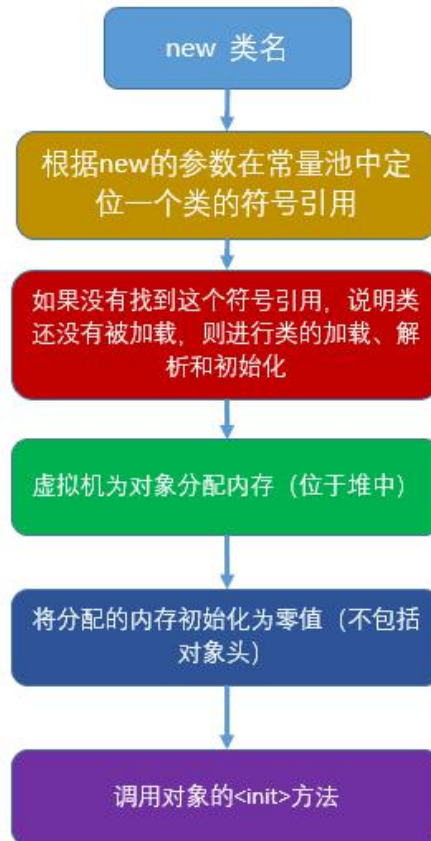 new 类名
根据new的参数在常量池中定
位一个类的符号引用
如果没有找到这个符号引用，说明类
还没有被加载，则进行类的加载、解
析和初始化
虚拟机为对象分配内存（位于堆中）
将分配的内存初始化为零值（不包括
对象头）
调用对象的<init>方法